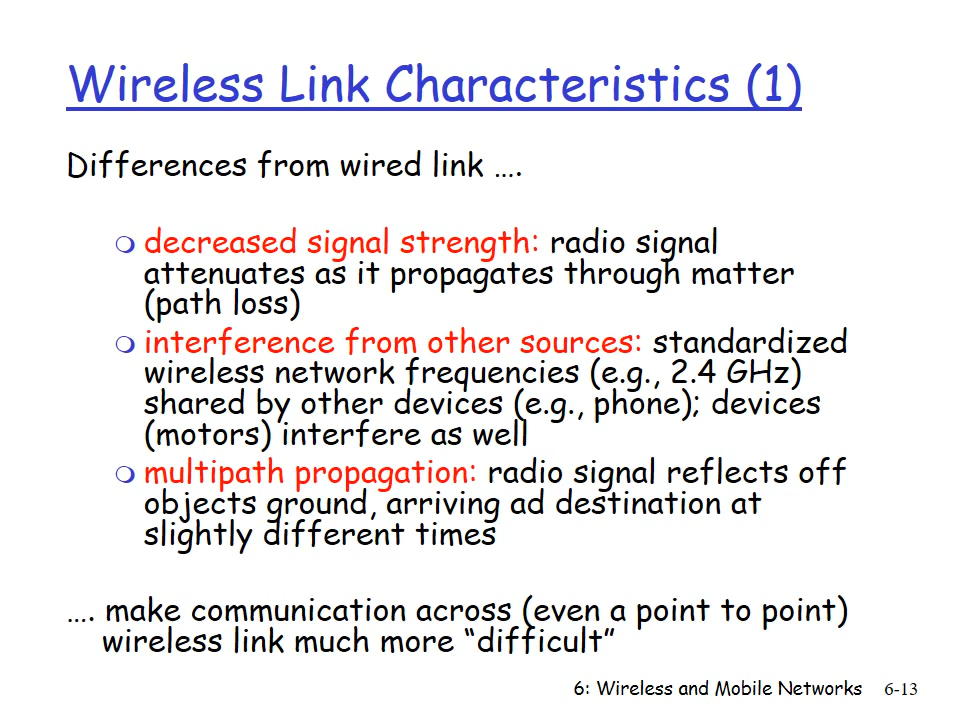 Wireless Link Characteristics (1)
Differences from wired link ….
decreased signal strength: radio signal
attenuates as it propagates through matter
(path loss)
interference from other sources: standardized
wireless network frequencies (e.g., 2.4 GHz)
shared by other devices (e.g., phone); devices
(motors) interfere as well
multipath propagation: radio signal reflects off
objects ground, arriving ad destination at
slightly different times
…. make communication across (even a point to point)
wireless link much more “difficult”
6: Wireless and Mobile Networks 6-13